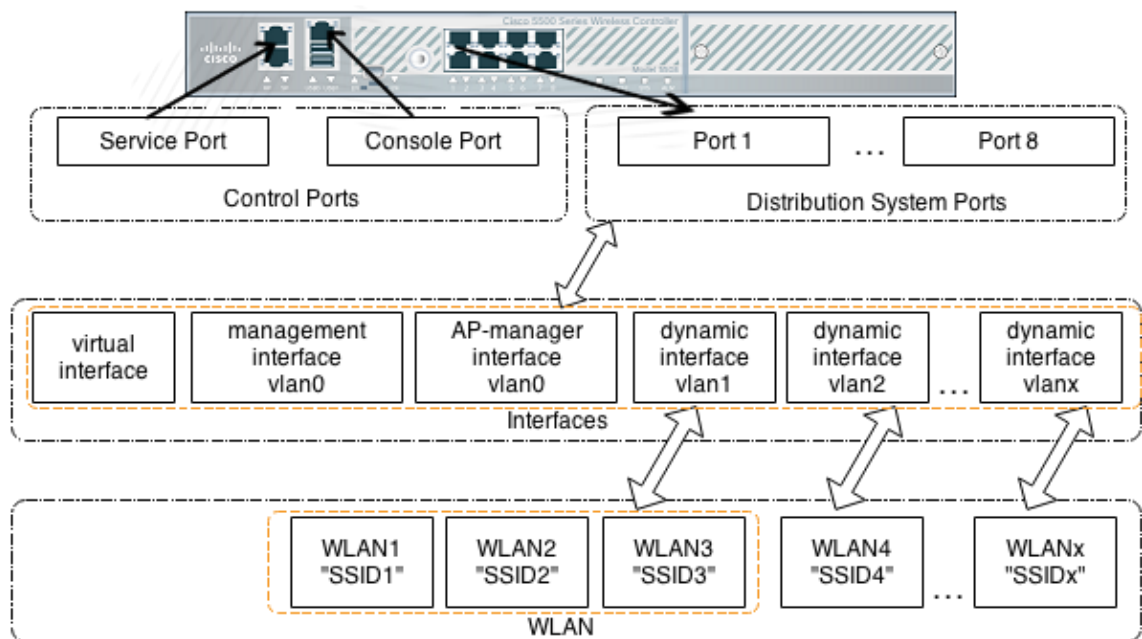 Cisco 5500 Series Wireless Controller
CISCO
Model 5508
Service Port
Console Port
Port 1
...
Port 8
Control Ports
Distribution System Ports
virtual
interface
management
interface
vlan0
AP-manager
interface
vlan0
dynamic
interface
vlan1
dynamic
interface
vlan2
...
dynamic
interface
vlanx
Interfaces
WLAN1
"SSID1"
WLAN2
"SSID2"
WLAN3
"SSID3"
WLAN4
"SSID4"
...
WLANx
"SSIDx"
WLAN